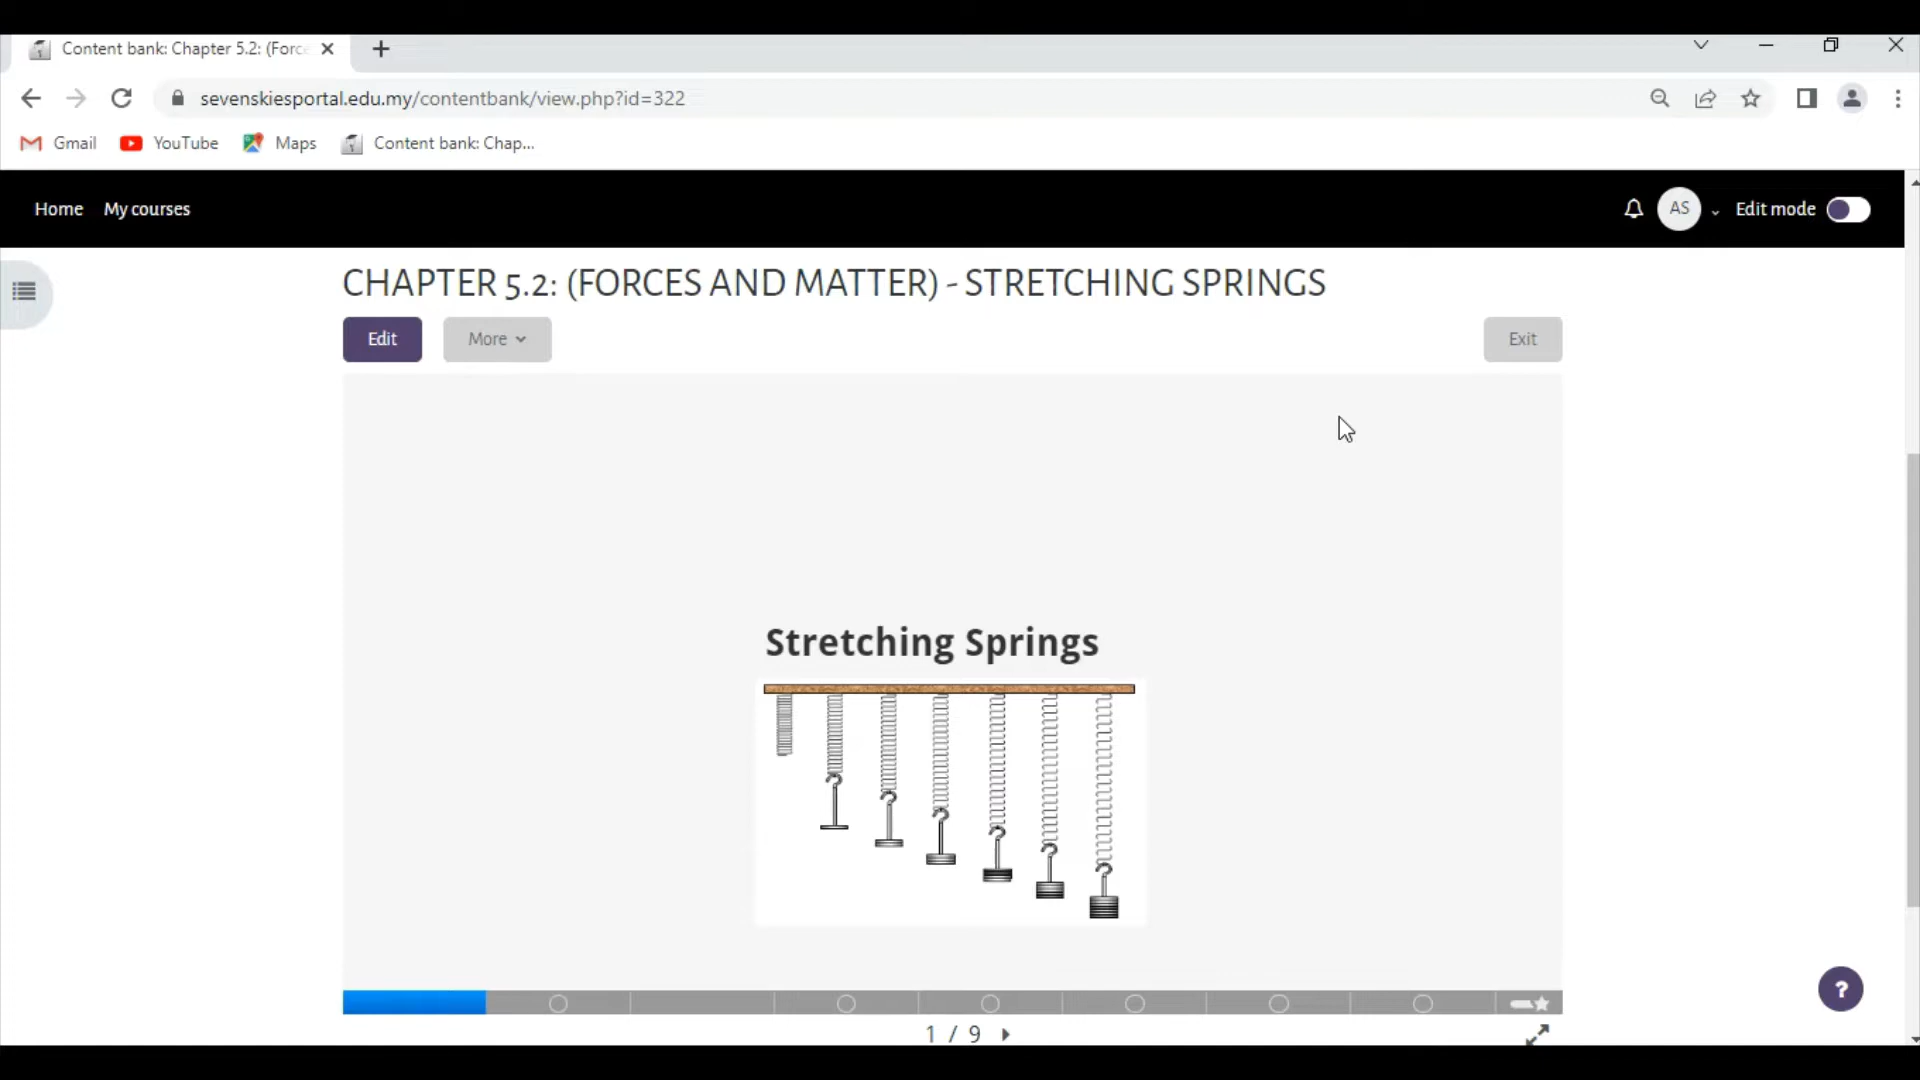 Content bank: Chapter 5.2: (Forc
sevenskiesportal.edu.my/contentbank/view.php?id=322
Gmail YouTube Maps Content bank: Chap...
Home My courses AS Edit mode
CHAPTER 5.2: (FORCES AND MATTER) - STRETCHING SPRINGS
Edit More Exit
Stretching Springs
?
1 / 9